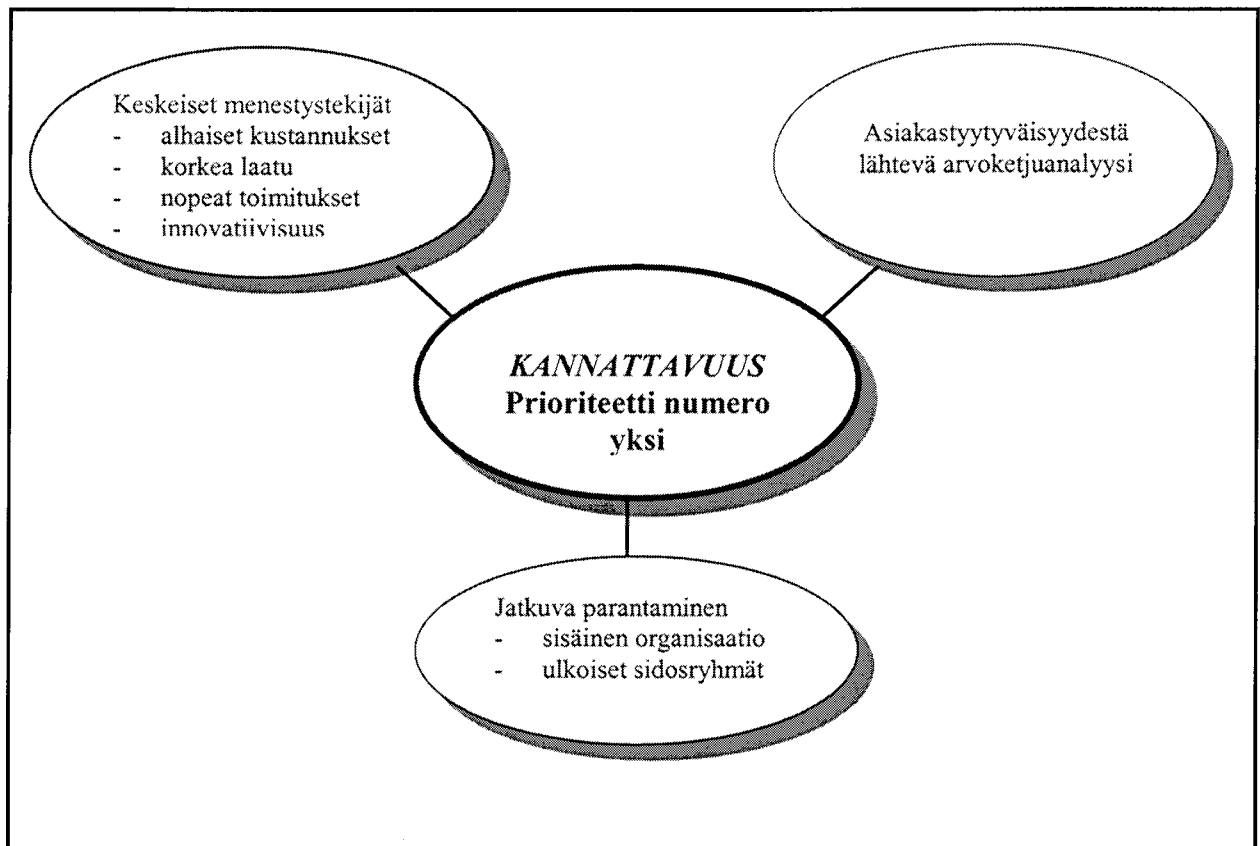 Keskeiset menestystekijät
- alhaiset kustannukset
- korkea laatu
- nopeat toimitukset
- innovatiivisuus
Asiakastyytyväisyydestä
lähtevä arvoketjuanalyysi
KANNATTAVUUS
Prioriteetti numero
yksi
Jatkuva parantaminen
- sisäinen organisaatio
- ulkoiset sidosryhmät